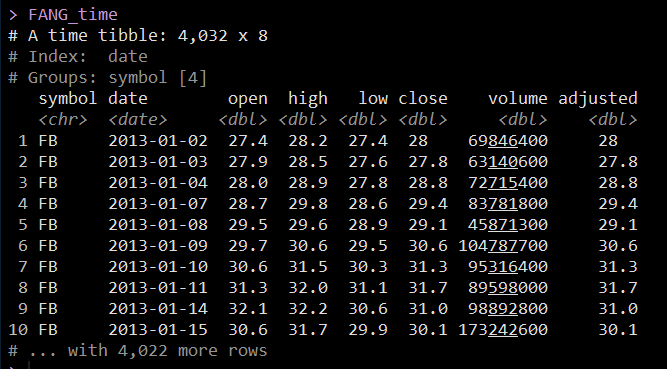 > FANG_time
# A time tibble: 4,032 x 8
# Index:  date
# Groups: symbol [4]
   symbol date        open  high   low close    volume adjusted
   <chr>  <date>     <dbl> <dbl> <dbl> <dbl>     <dbl>    <dbl>
 1 FB     2013-01-02  27.4  28.2  27.4  28    69846400     28
 2 FB     2013-01-03  27.9  28.5  27.6  27.8  63140600     27.8
 3 FB     2013-01-04  28.0  28.9  27.8  28.8  72715400     28.8
 4 FB     2013-01-07  28.7  29.8  28.6  29.4  83781800     29.4
 5 FB     2013-01-08  29.5  29.6  28.9  29.1  45871300     29.1
 6 FB     2013-01-09  29.7  30.6  29.5  30.6 104787700     30.6
 7 FB     2013-01-10  30.6  31.5  30.3  31.3  95316400     31.3
 8 FB     2013-01-11  31.3  32.0  31.1  31.7  89598000     31.7
 9 FB     2013-01-14  32.1  32.2  30.6  31.0  98892800     31.0
10 FB     2013-01-15  30.6  31.7  29.9  30.1 173242600     30.1
# ... with 4,022 more rows
>